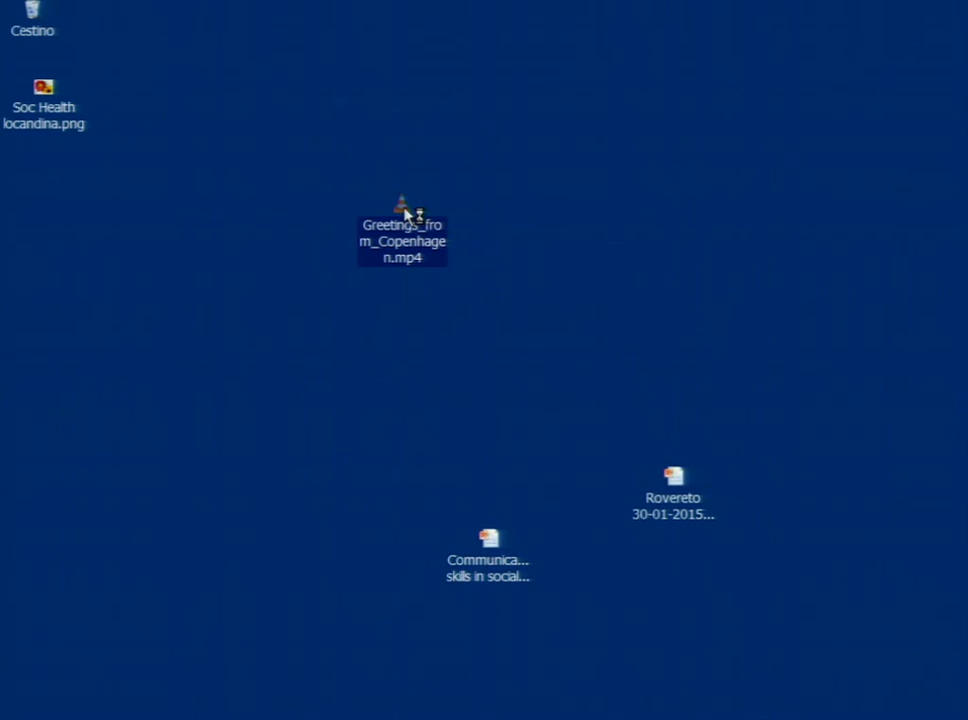 Cestino
Soc Health
locandina.png
Greetings_fro
m_Copenhage
n.mp4
Rovereto
30-01-2015...
Communica...
skills in social...